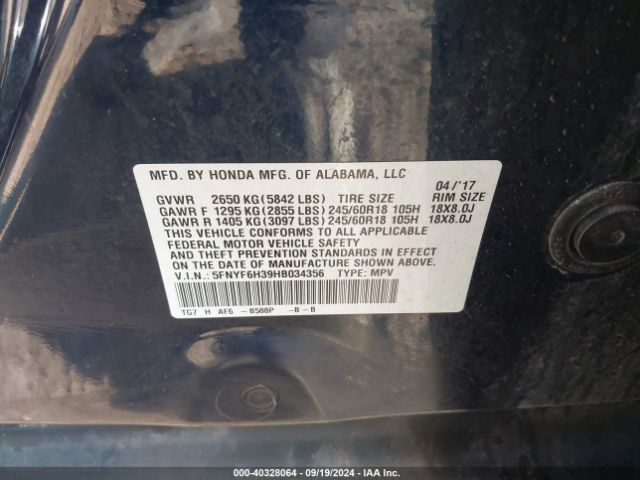 MFD. BY HONDA MFG. OF ALABAMA, LLC 04/'17
GVWR 2650 KG(5842 LBS) TIRE SIZE RIM SIZE
GAWR F 1295 KG(2855 LBS)245/60R18 105H 18X8.0J
GAWR R 1405 KG(3097 LBS)245/60R18 105H 18X8.0J
THIS VEHICLE CONFORMS TO ALL APPLICABLE
FEDERAL MOTOR VEHICLE SAFETY
AND THEFT PREVENTION STANDARDS IN EFFECT
ON THE DATE OF MANUFACTURE SHOWN ABOVE.
V.I.N.:5FNYF6H39HB034356 TYPE: MPV
TG7 H AF6 -B588P -B-B
000-40328064 - 09/19/2024 - IAA Inc.